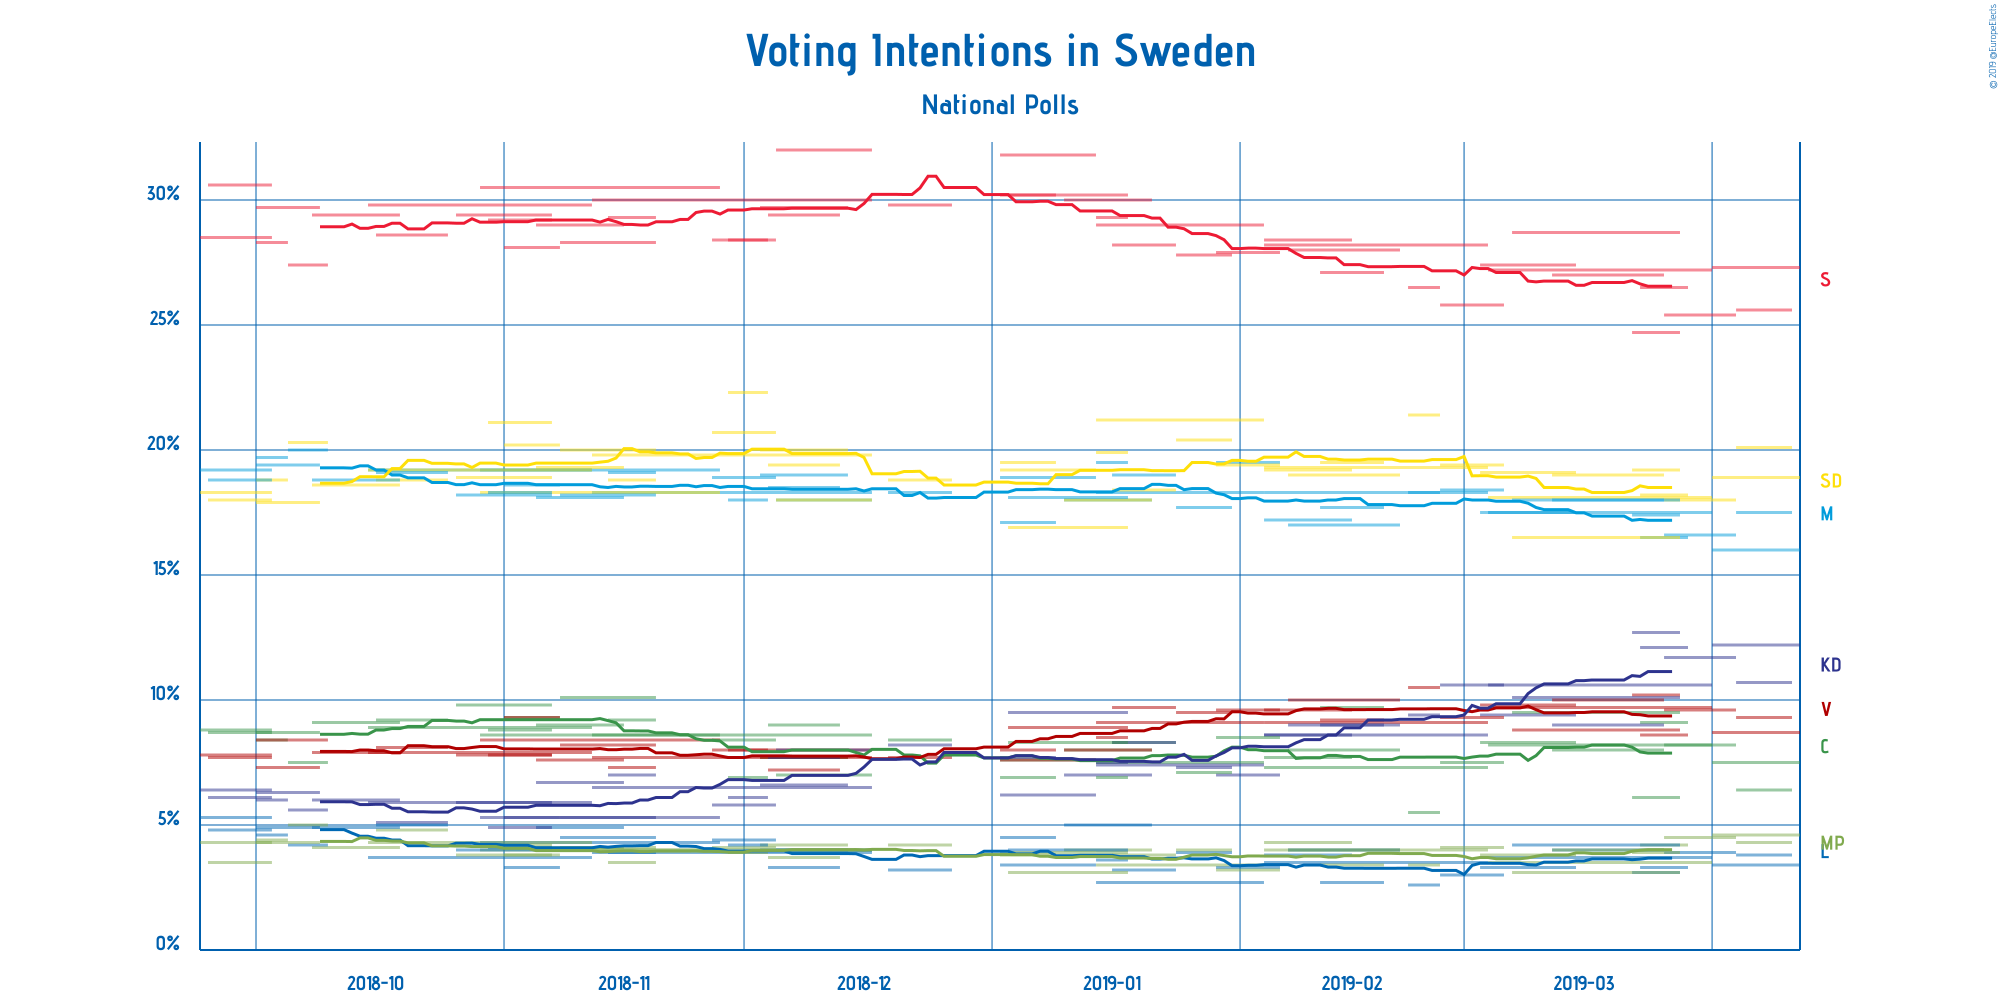 Voting Intentions in Sweden
© 2019 @EuropeElects
National Polls
30%
25%
20%
15%
10%
5%
0%
S
SD
M
KD
V
C
MP
L
2018-10
2018-11
2018-12
2019-01
2019-02
2019-03